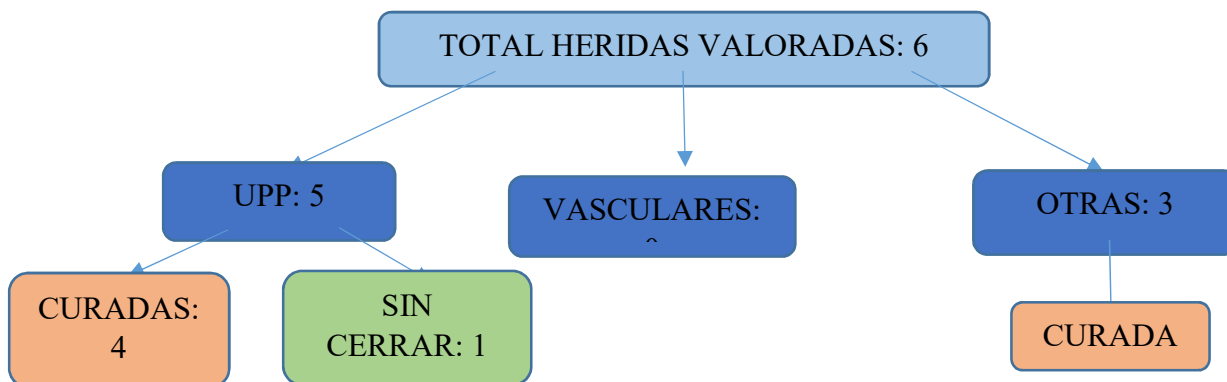 TOTAL HERIDAS VALORADAS: 6
UPP: 5
VASCULARES:
OTRAS: 3
CURADAS:
4
SIN
CERRAR: 1
CURADA